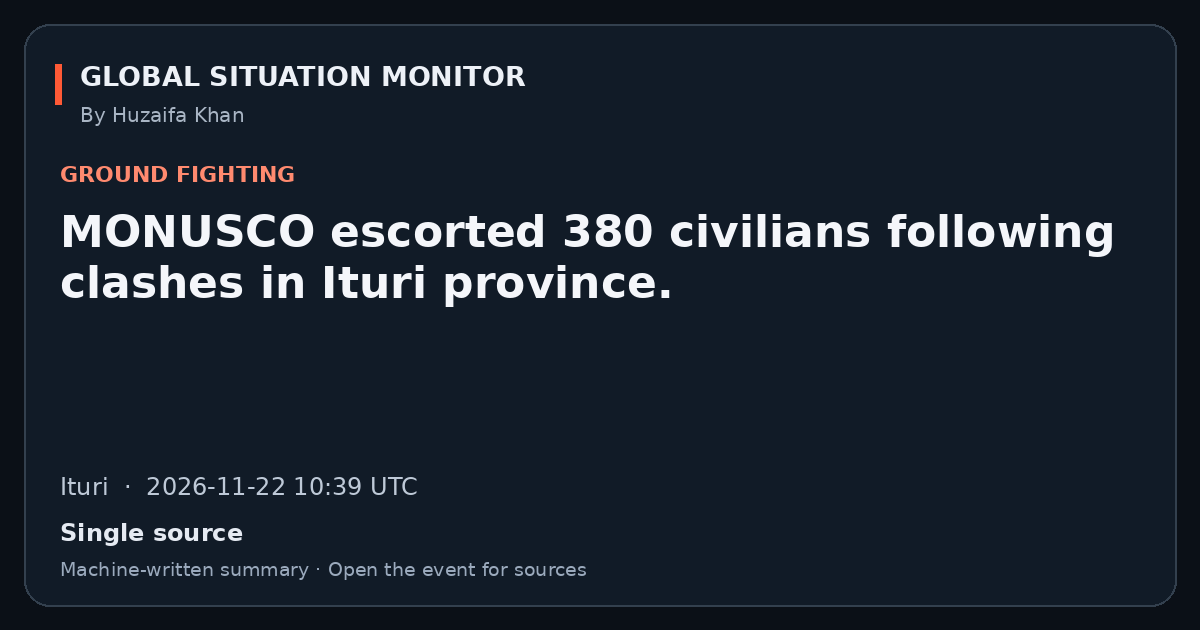 GLOBAL SITUATION MONITOR
By Huzaifa Khan
GROUND FIGHTING
MONUSCO escorted 380 civilians following
clashes in Ituri province.
Ituri · 2026-11-22 10:39 UTC
Single source
Machine-written summary · Open the event for sources